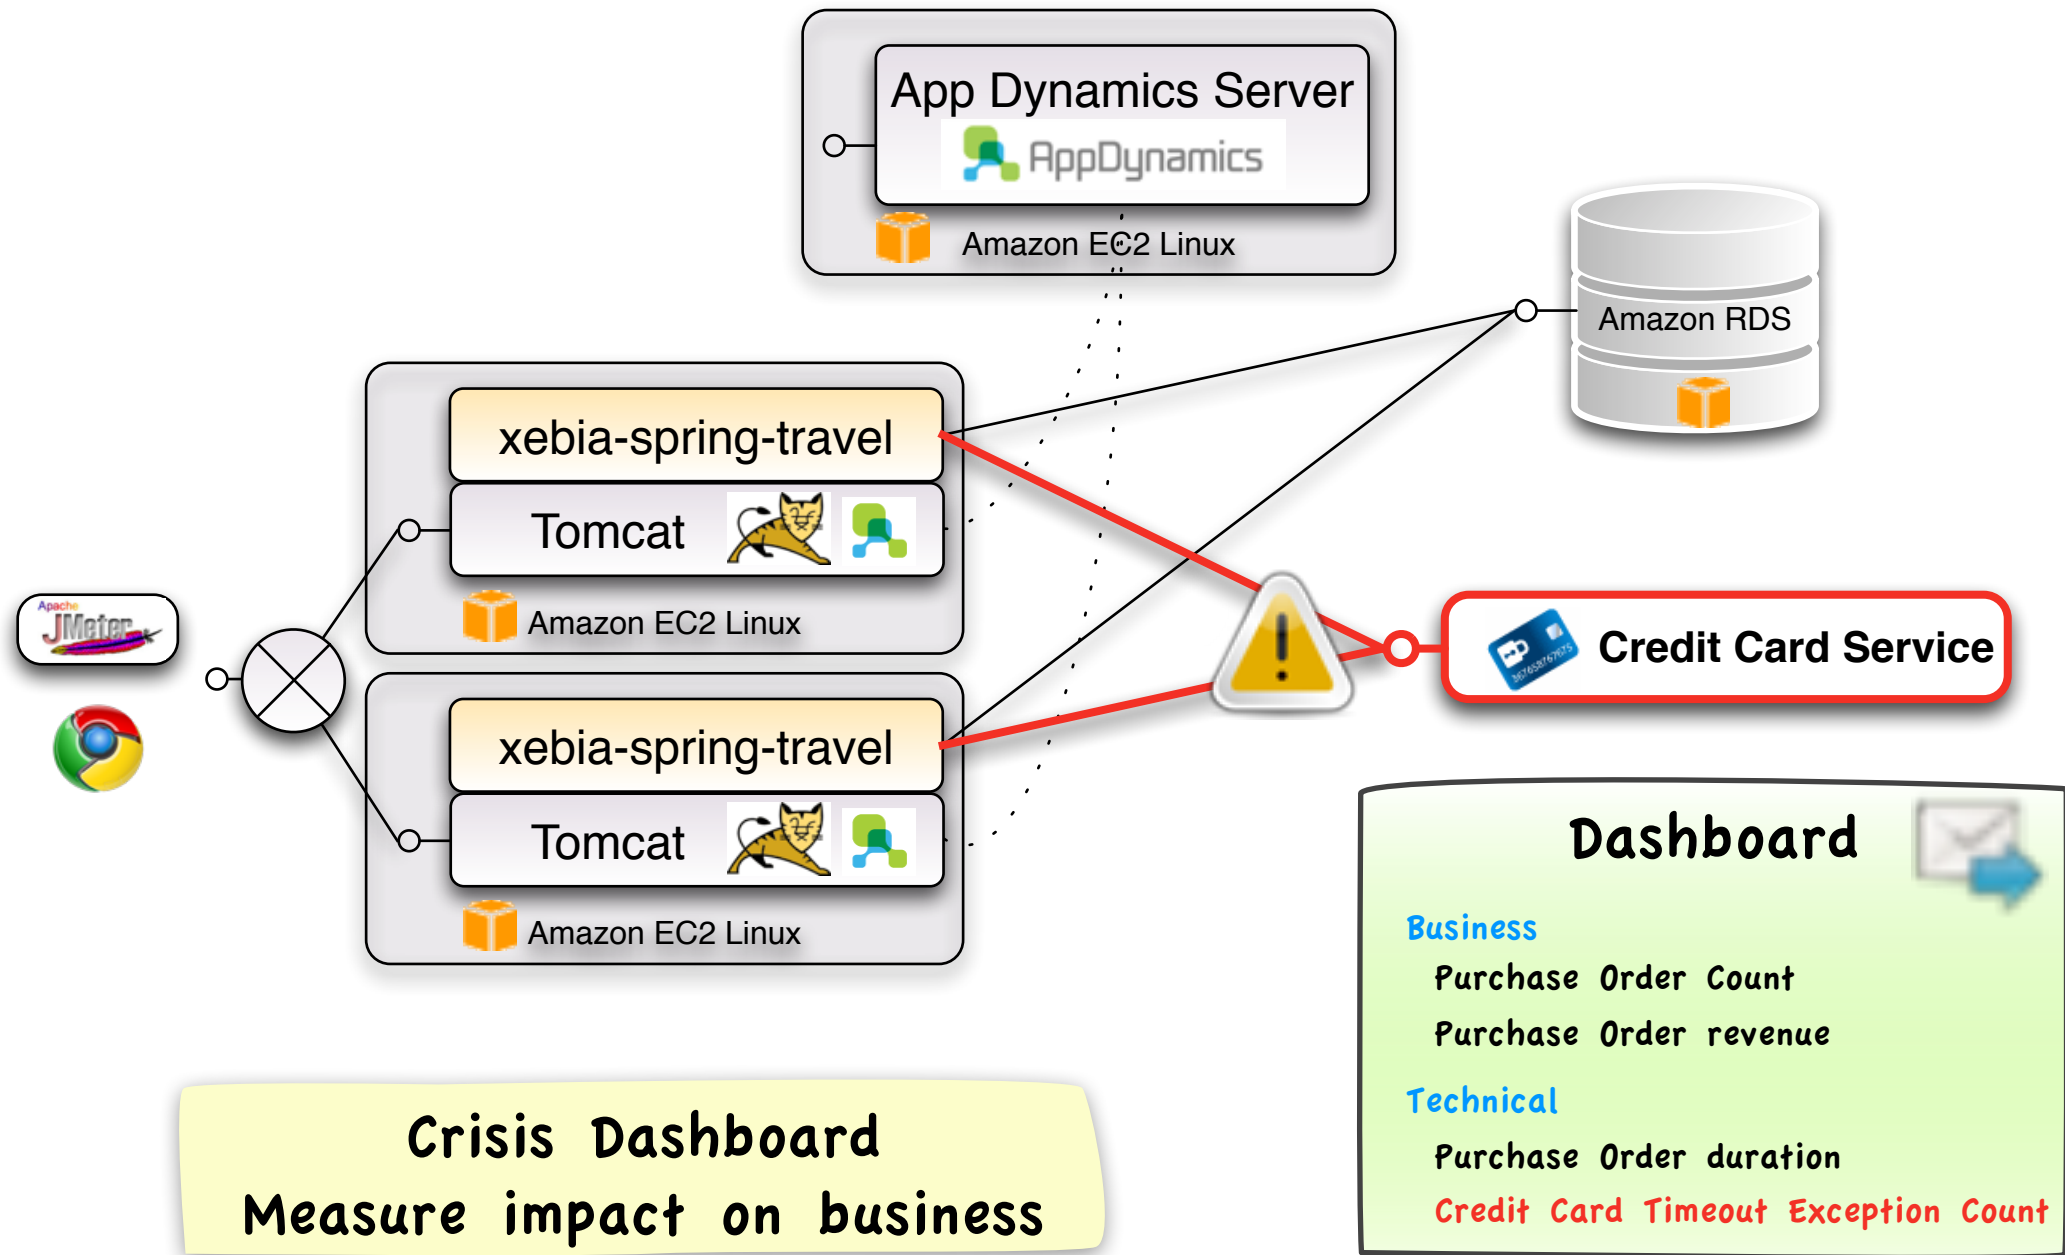 App Dynamics Server
AppDynamics
Amazon EC2 Linux
Amazon RDS
xebia-spring-travel
Tomcat
Amazon EC2 Linux
Apache
JMeter
Credit Card Service
xebia-spring-travel
Tomcat
Amazon EC2 Linux
Dashboard
Business
Purchase Order Count
Purchase Order revenue
Technical
Purchase Order duration
Credit Card Timeout Exception Count
Crisis Dashboard
Measure impact on business